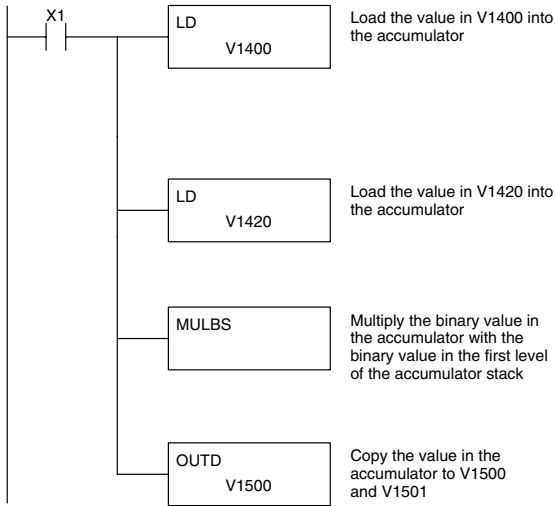 X1
LD
V1400
Load the value in V1400 into
the accumulator
LD
V1420
Load the value in V1420 into
the accumulator
MULBS
Multiply the binary value in
the accumulator with the
binary value in the first level
of the accumulator stack
OUTD
V1500
Copy the value in the
accumulator to V1500
and V1501